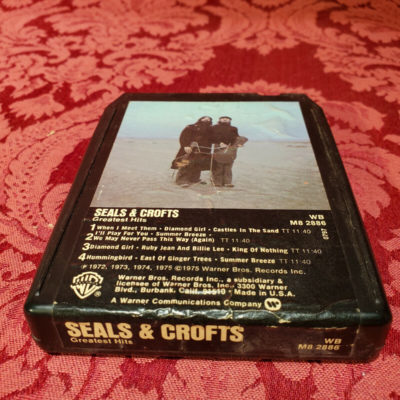 SEALS & CROFTS
Greatest Hits
WB
M8 2886
1 When I Meet Them - Diamond Girl - Castles In The Sand TT 11:40
2 I'll Play For You - Summer Breeze -
We May Never Pass This Way (Again) TT 11:40
3 Diamond Girl - Ruby Jean And Billie Lee - King Of Nothing TT 11:40
4 Hummingbird - East Of Ginger Trees - Summer Breeze TT 11:40
℗ 1972, 1973, 1974, 1975 ©1975 Warner Bros. Records Inc.
Warner Bros. Records Inc., a subsidiary &
licensee of Warner Bros. Inc., 3300 Warner
Blvd., Burbank, Calif. 91510 • Made in U.S.A.
A Warner Communications Company
SEALS & CROFTS
Greatest Hits
WB
M8 2886